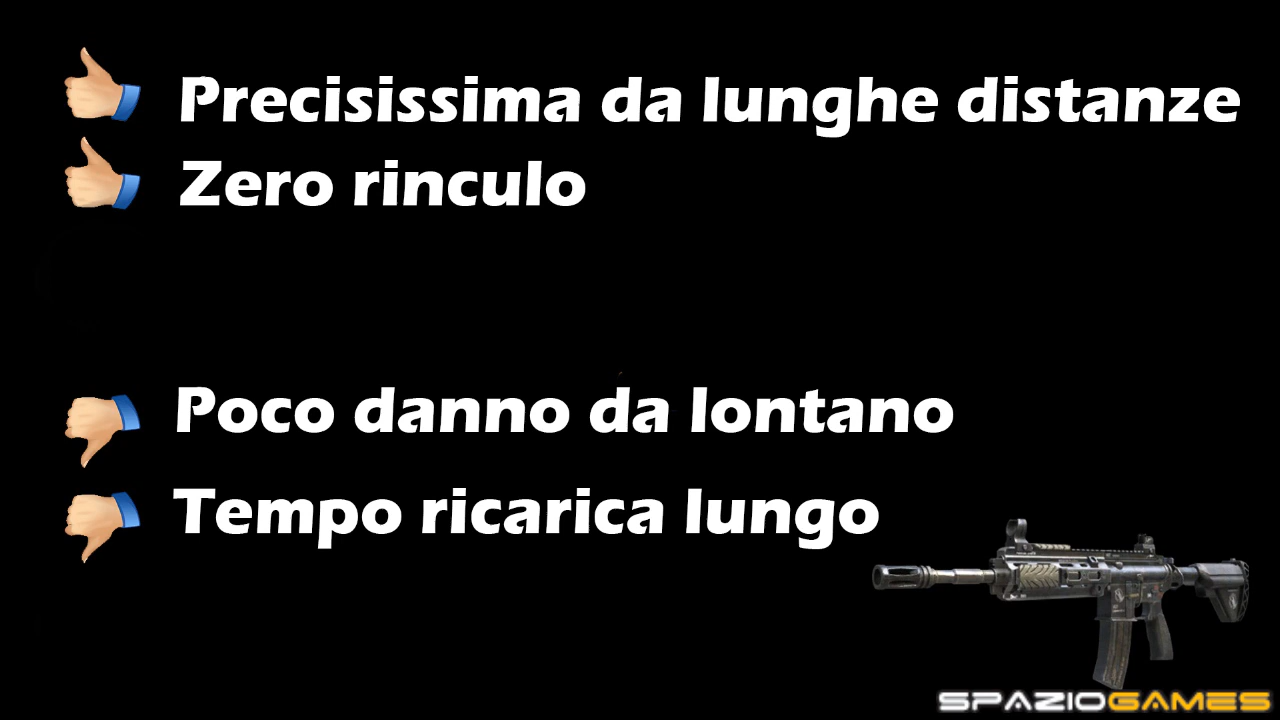 Precisissima da lunghe distanze
Zero rinculo
Poco danno da lontano
Tempo ricarica lungo
SPAZIOGAMES